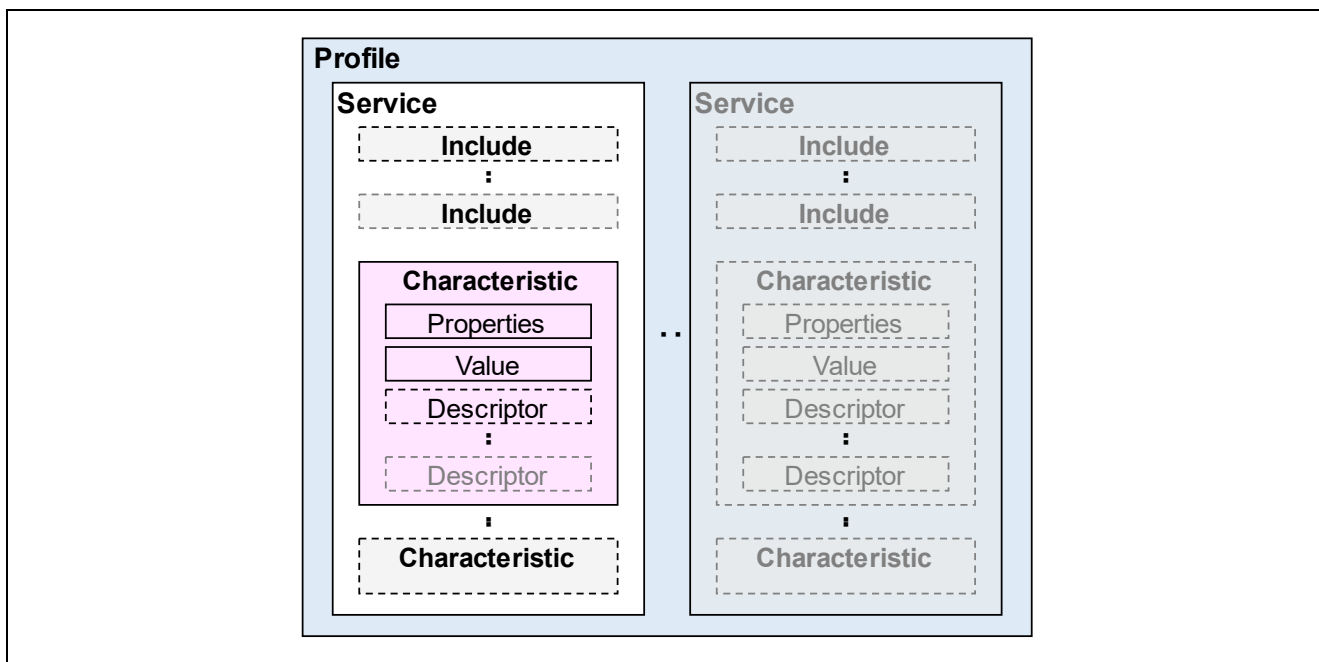 Profile
Service
Include
:
Include
Characteristic
Properties
Value
Descriptor
:
Descriptor
:
Characteristic
..
Service
Include
:
Include
Characteristic
Properties
Value
Descriptor
:
Descriptor
:
Characteristic